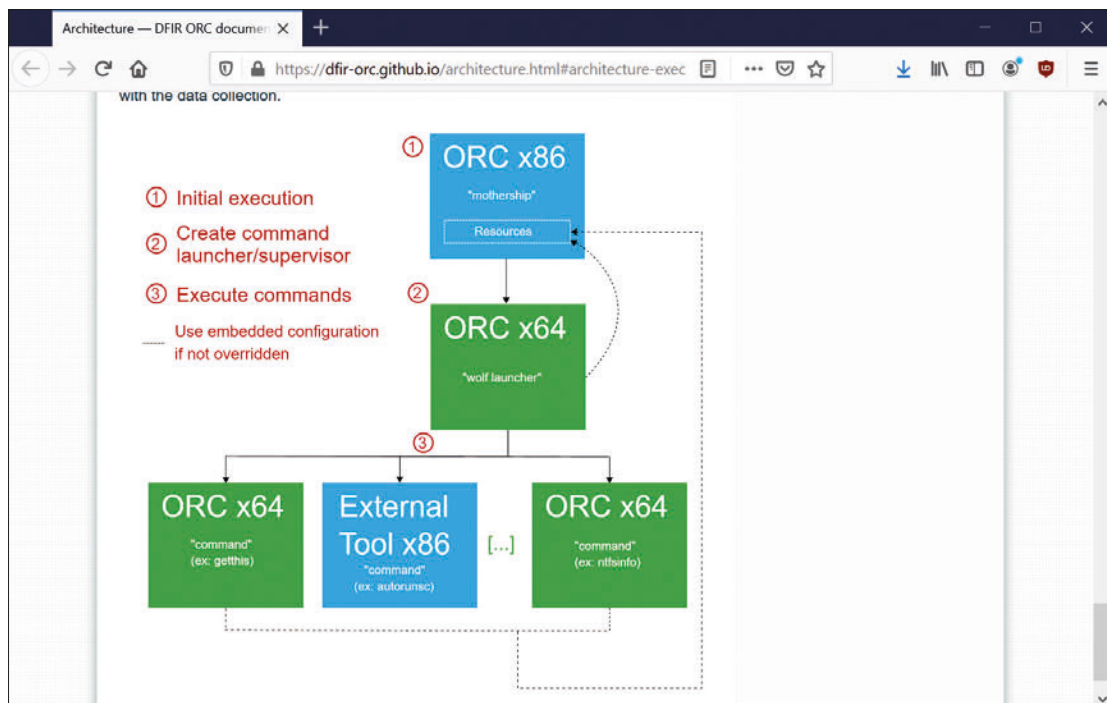 Architecture — DFIR ORC documen
https://dfir-orc.github.io/architecture.html#architecture-exec
with the data collection.
1 ORC x86
"mothership"
Resources
1 Initial execution
2 Create command
launcher/supervisor
3 Execute commands
Use embedded configuration
if not overridden
2 ORC x64
"wolf launcher"
3
ORC x64
"command"
(ex: getthis)
External
Tool x86
"command"
(ex: autorunsc)
[...]
ORC x64
"command"
(ex: ntfsinfo)